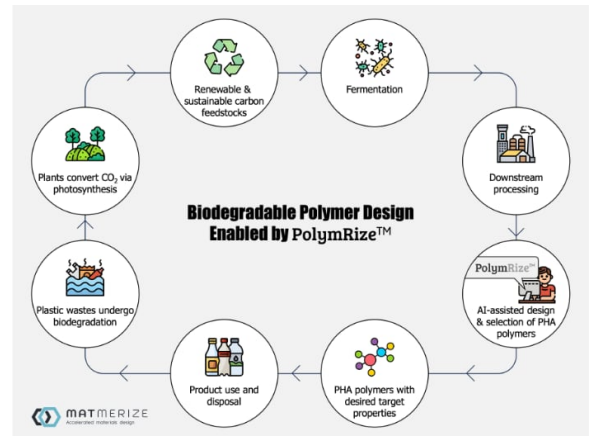 Renewable &
sustainable carbon
feedstocks
Fermentation
Downstream
processing
PolymRize™
AI-assisted design
& selection of PHA
polymers
PHA polymers with
desired target
properties
Product use and
disposal
Plastic wastes undergo
biodegradation
Plants convert CO₂ via
photosynthesis
Biodegradable Polymer Design
Enabled by PolymRize™
MATMERIZE
Accelerated materials design